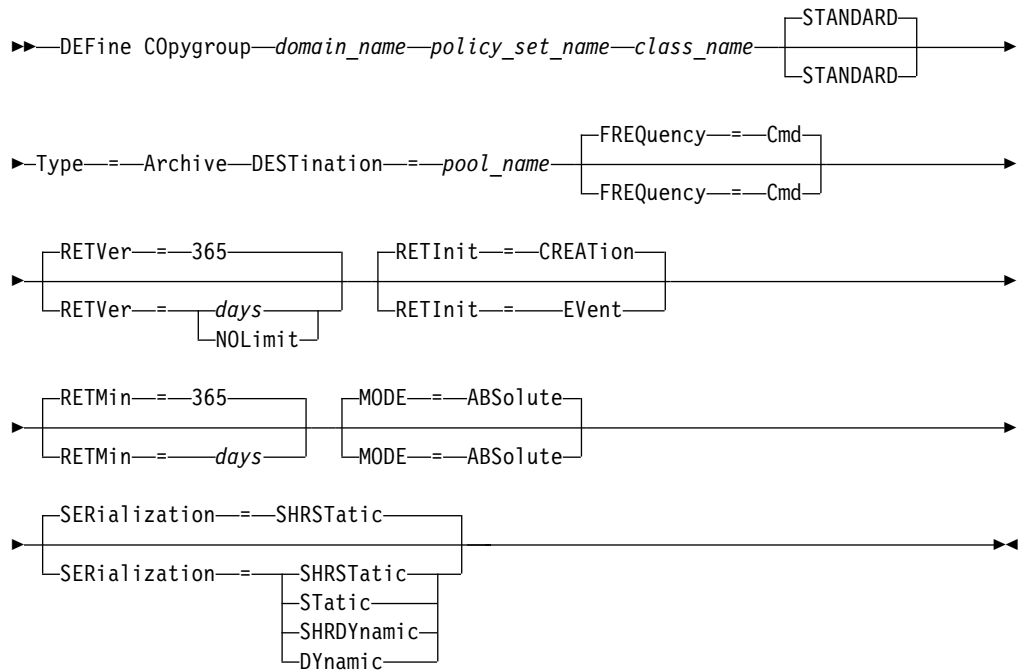 STANDARD
DEFine COpygroup domain_name policy_set_name class_name
STANDARD
FREQuency = Cmd
Type = Archive DESTination = pool_name
FREQuency = Cmd
RETVer = 365 RETInit = CREATion
RETVer = days RETInit = EVent
NOLimit
RETMin = 365 MODE = ABSolute
RETMin = days MODE = ABSolute
SERialization = SHRSTatic
SERialization = SHRSTatic
STatic
SHRDYnamic
DYnamic